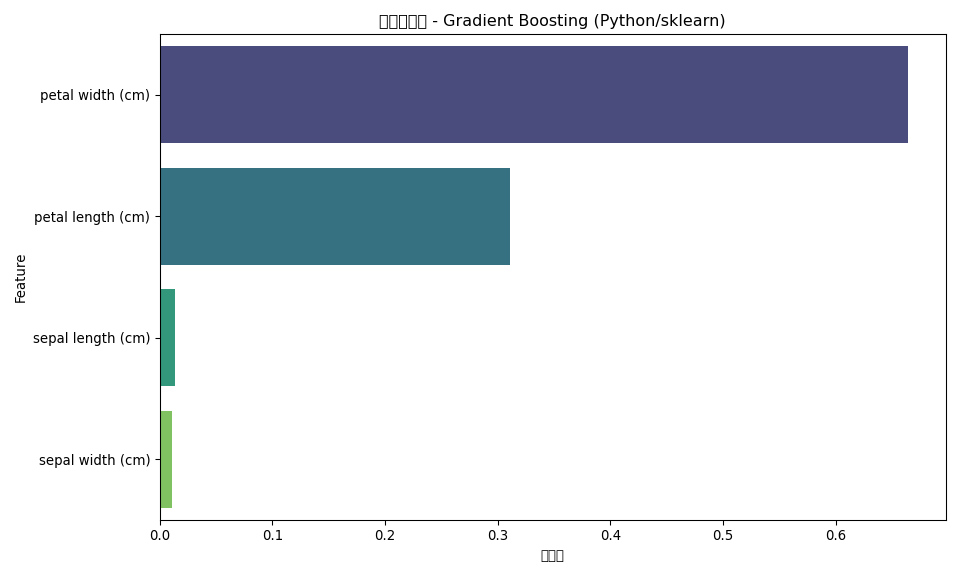 - Gradient Boosting (Python/sklearn)
petal width (cm)
petal length (cm)
sepal length (cm)
sepal width (cm)
Feature
0.0 0.1 0.2 0.3 0.4 0.5 0.6